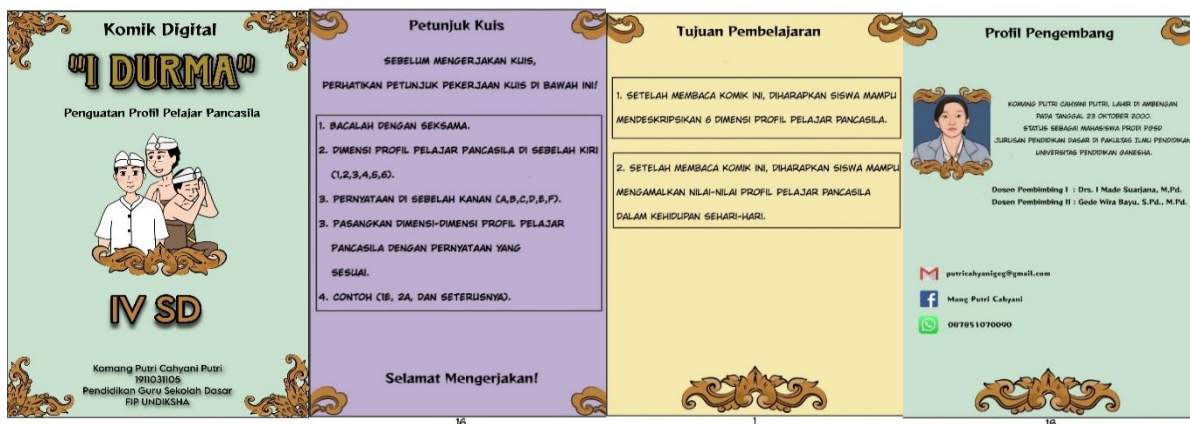 Komik Digital
"I DURMA"
Penguatan Profil Pelajar Pancasila
IV SD
Komang Putri Cahyani Putri
1911031105
Pendidikan Guru Sekolah Dasar
FIP UNDIKSHA
Petunjuk Kuis
SEBELUM MENGERJAKAN KUIS,
PERHATIKAN PETUNJUK PEKERJAAN KUIS DI BAWAH INI!
1. BACALAH DENGAN SEKSAMA.
2. DIMENSI PROFIL PELAJAR PANCASILA DI SEBELAH KIRI
(1,2,3,4,5,6).
3. PERNYATAAN DI SEBELAH KANAN (A,B,C,D,E,F).
3. PASANGKAN DIMENSI-DIMENSI PROFIL PELAJAR
PANCASILA DENGAN PERNYATAAN YANG
SESUAI.
4. CONTOH (1E, 2A, DAN SETERUSNYA).
Selamat Mengerjakan!
16
Tujuan Pembelajaran
1. SETELAH MEMBACA KOMIK INI, DIHARAPKAN SISWA MAMPU
MENDESKRIPSIKAN 6 DIMENSI PROFIL PELAJAR PANCASILA.
2. SETELAH MEMBACA KOMIK INI, DIHARAPKAN SISWA MAMPU
MENGAMALKAN NILAI-NILAI PROFIL PELAJAR PANCASILA
DALAM KEHIDUPAN SEHARI-HARI.
1
Profil Pengembang
KOMANG PUTRI CAHYANI PUTRI, LAHIR DI AMBENGAN
PADA TANGGAL 23 OKTOBER 2000.
STATUS SEBAGAI MAHASISWA PRODI PGSD
JURUSAN PENDIDIKAN DASAR DI FAKULTAS ILMU PENDIDIKAN
UNIVERSITAS PENDIDIKAN GANESHA.
Dosen Pembimbing I : Drs. I Made Suarjana, M,Pd.
Dosen Pembimbing II : Gede Wira Bayu, S.Pd., M.Pd.
putricahyanigeg@gmail.com
Mang Putri Cahyani
087851070090